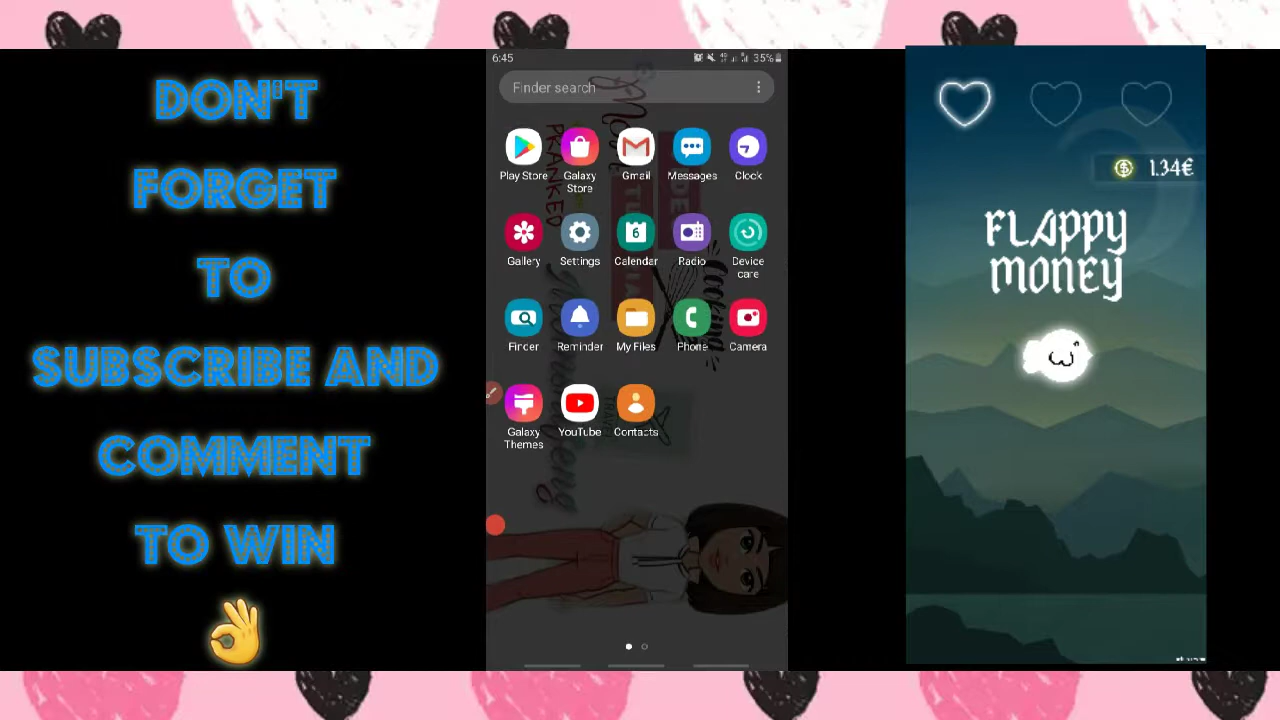 DON'T
FORGET
TO
SUBSCRIBE AND
COMMENT
TO WIN
6:45
35%
Finder search
Play Store
Galaxy Store
Gmail
Messages
Clock
Gallery
Settings
6
Calendar
Radio
Device care
Finder
Reminder
My Files
Phone
Camera
Galaxy Themes
YouTube
Contacts
PRANKED
Cooking
1.34€
FLAPPY
MONEY